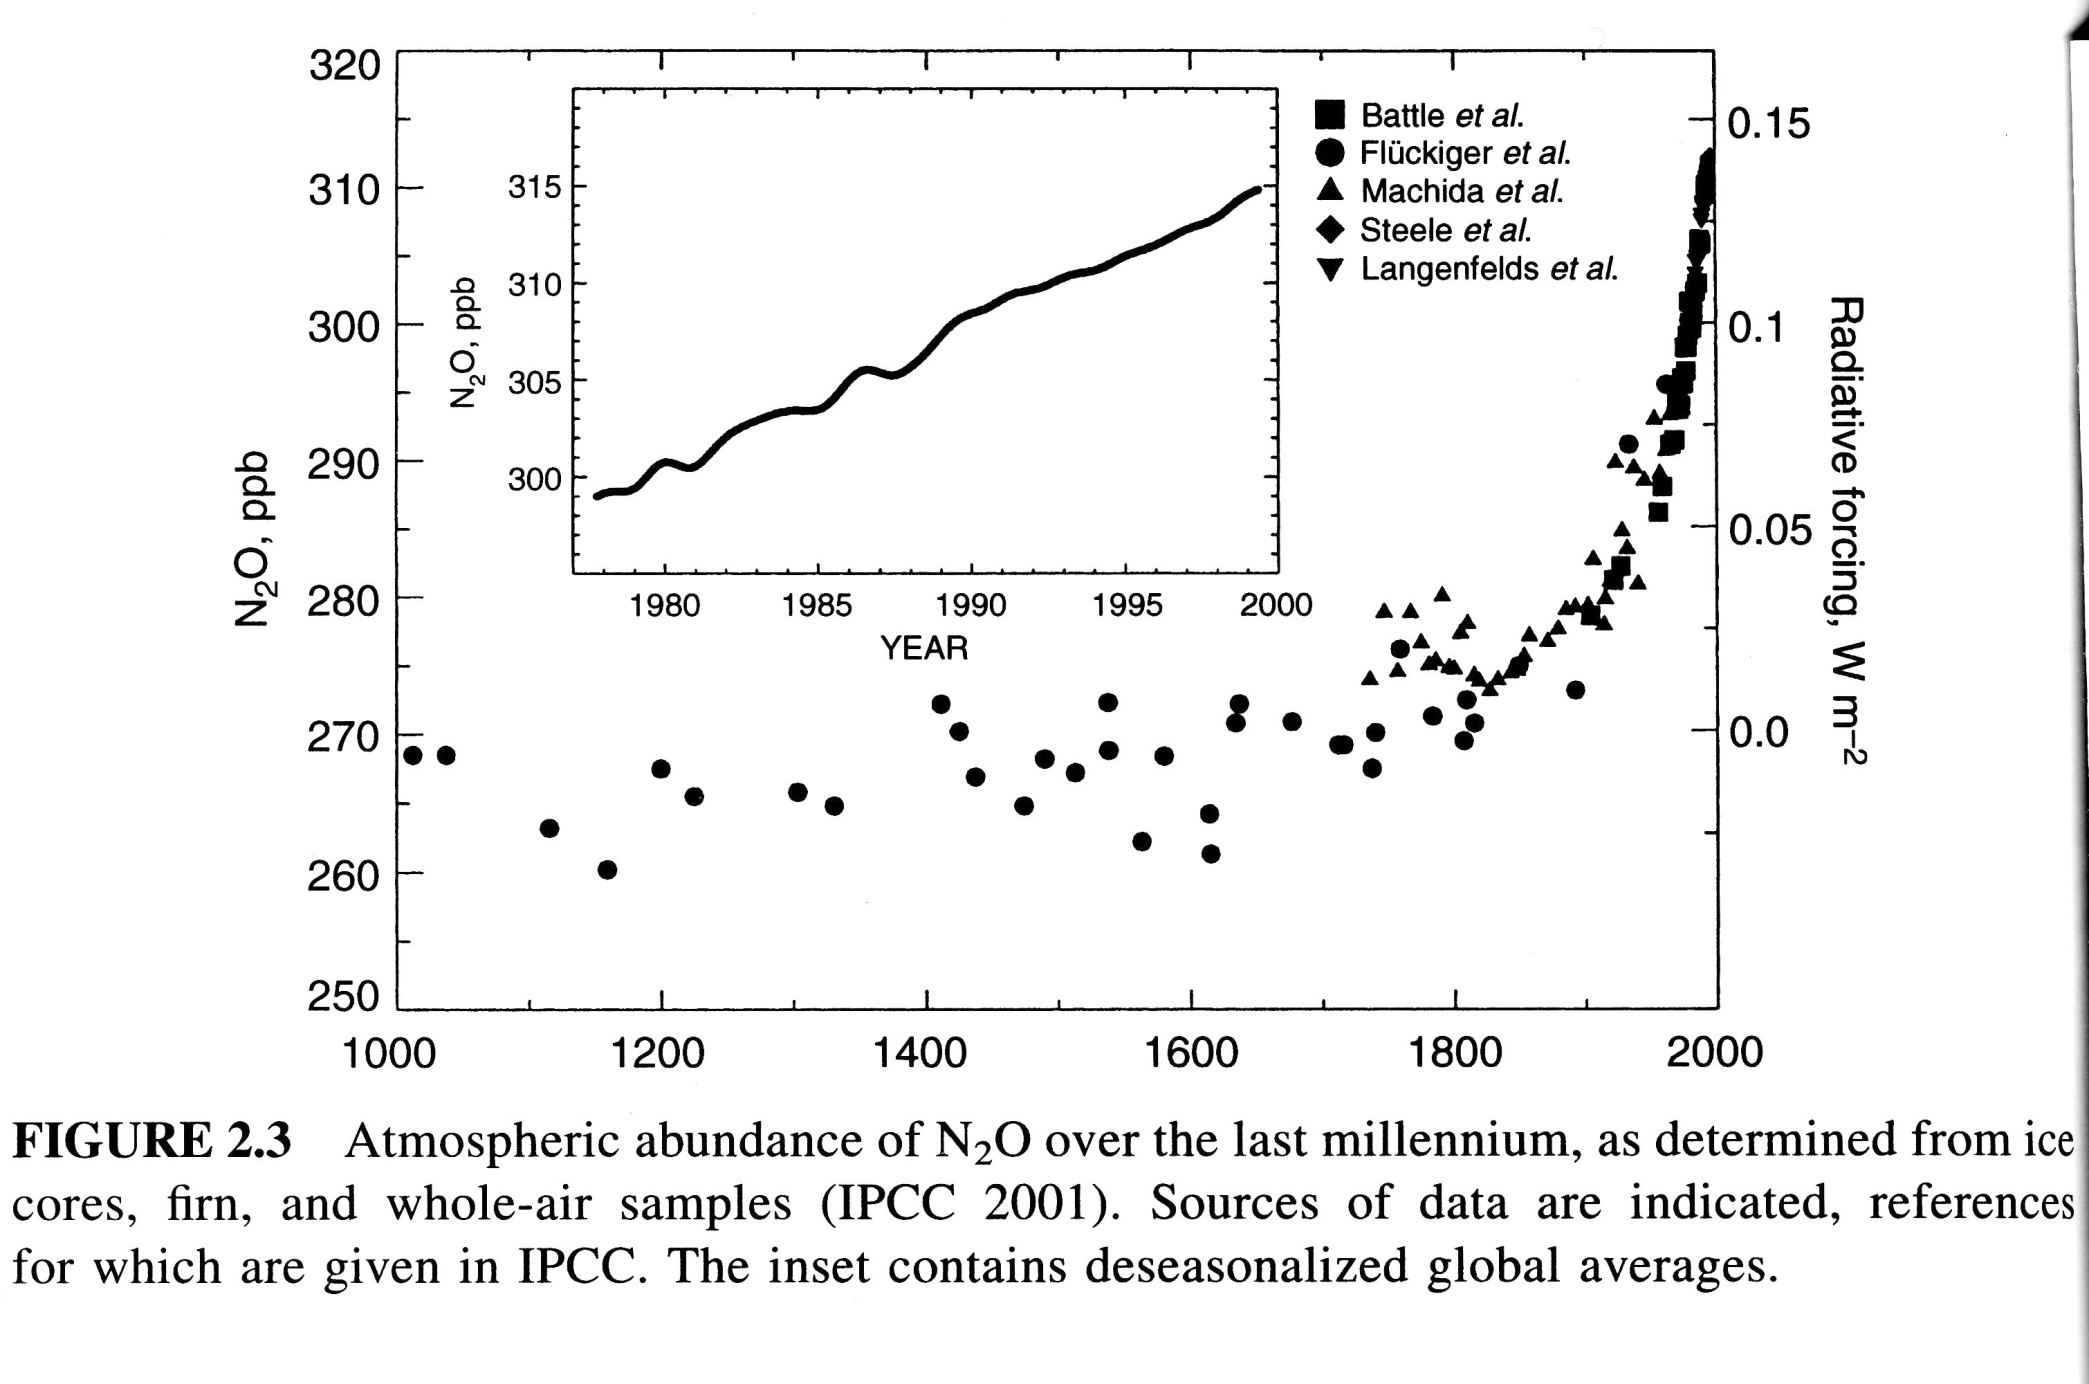 320
310
300
290
280
270
260
250
N₂O, ppb
1000 1200 1400 1600 1800 2000
315
310
305
300
N₂O, ppb
1980 1985 1990 1995 2000
YEAR
Battle et al.
Flückiger et al.
Machida et al.
Steele et al.
Langenfelds et al.
0.15
0.1
0.05
0.0
Radiative forcing, W m⁻²
FIGURE 2.3 Atmospheric abundance of N₂O over the last millennium, as determined from ice
cores, firn, and whole-air samples (IPCC 2001). Sources of data are indicated, references
for which are given in IPCC. The inset contains deseasonalized global averages.